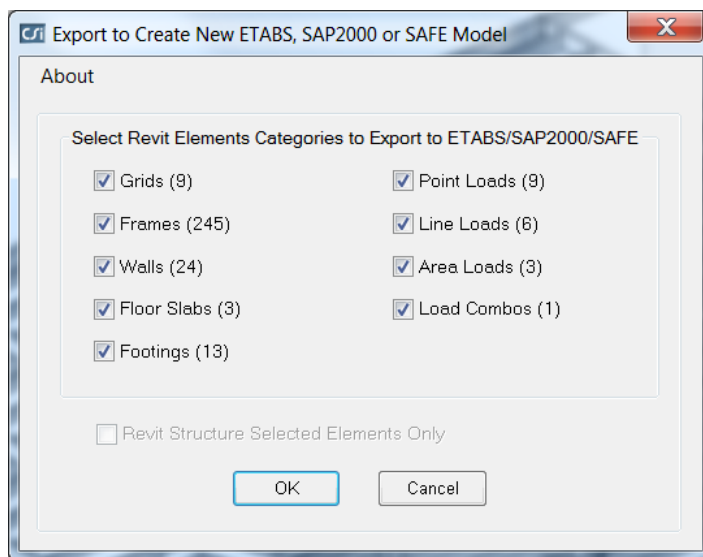 CSi Export to Create New ETABS, SAP2000 or SAFE Model
X
About
Select Revit Elements Categories to Export to ETABS/SAP2000/SAFE
Grids (9)
Frames (245)
Walls (24)
Floor Slabs (3)
Footings (13)
Point Loads (9)
Line Loads (6)
Area Loads (3)
Load Combos (1)
Revit Structure Selected Elements Only
OK
Cancel